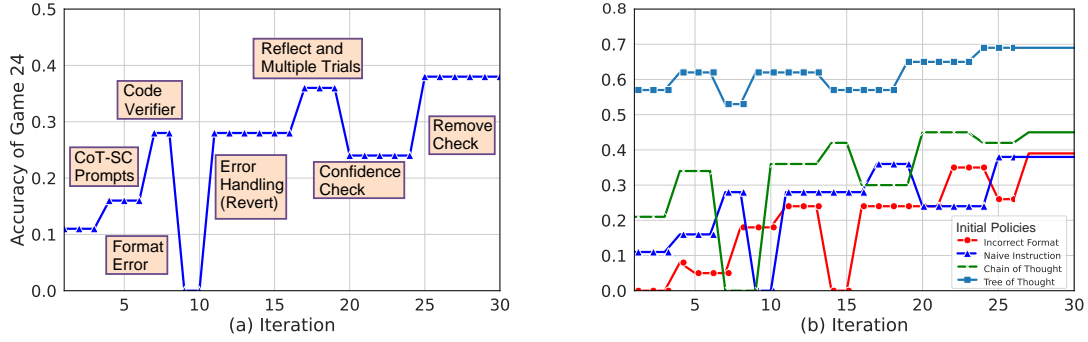 0.5
0.4
0.3
0.2
0.1
0.0
Accuracy of Game 24
Reflect and
Multiple Trials
Code
Verifier
CoT-SC
Prompts
Format
Error
Error
Handling
(Revert)
Confidence
Check
Remove
Check
5
10
15
20
25
30
(a) Iteration
0.8
0.7
0.6
0.5
0.4
0.3
0.2
0.1
0.0
Initial Policies
Incorrect Format
Naive Instruction
Chain of Thought
Tree of Thought
5
10
15
20
25
30
(b) Iteration